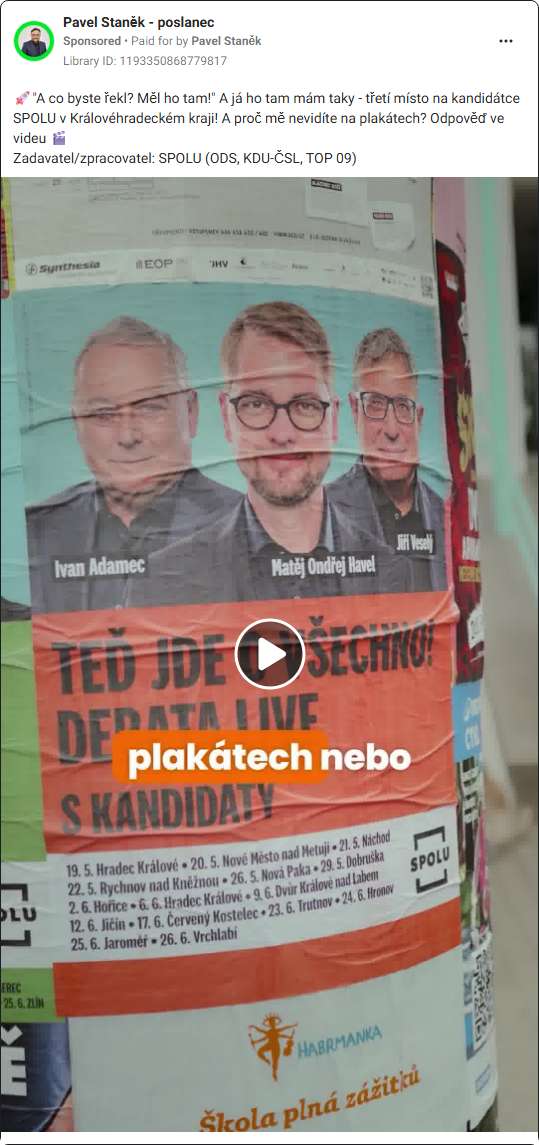 Pavel Staněk - poslanec
Sponsored • Paid for by Pavel Staněk
Library ID: 1193350868779817
"A co byste řekl? Měl ho tam!" A já ho tam mám taky - třetí místo na kandidátce
SPOLU v Královéhradeckém kraji! A proč mě nevidíte na plakátech? Odpověď ve
videu
Zadavatel/zpracovatel: SPOLU (ODS, KDU-ČSL, TOP 09)
Synthesia EOP JHV
Ivan Adamec
Matěj Ondřej Havel
Jiří Veselý
TEĎ JDE O VŠECHNO!
DEBATA LIVE
plakátech nebo
S KANDIDÁTY
19. 5. Hradec Králové • 20. 5. Nové Město nad Metují • 21. 5. Náchod
22. 5. Rychnov nad Kněžnou • 26. 5. Nová Paka • 29. 5. Dobruška
2. 6. Hořice • 6. 6. Hradec Králové • 9. 6. Dvůr Králové nad Labem
12. 6. Jičín • 17. 6. Červený Kostelec • 23. 6. Trutnov • 24. 6. Hronov
25. 6. Jaroměř • 26. 6. Vrchlabí
SPOLU
OLU
EREC
25. 6. ZLÍN
HABRMANKA
Škola plná zážitků